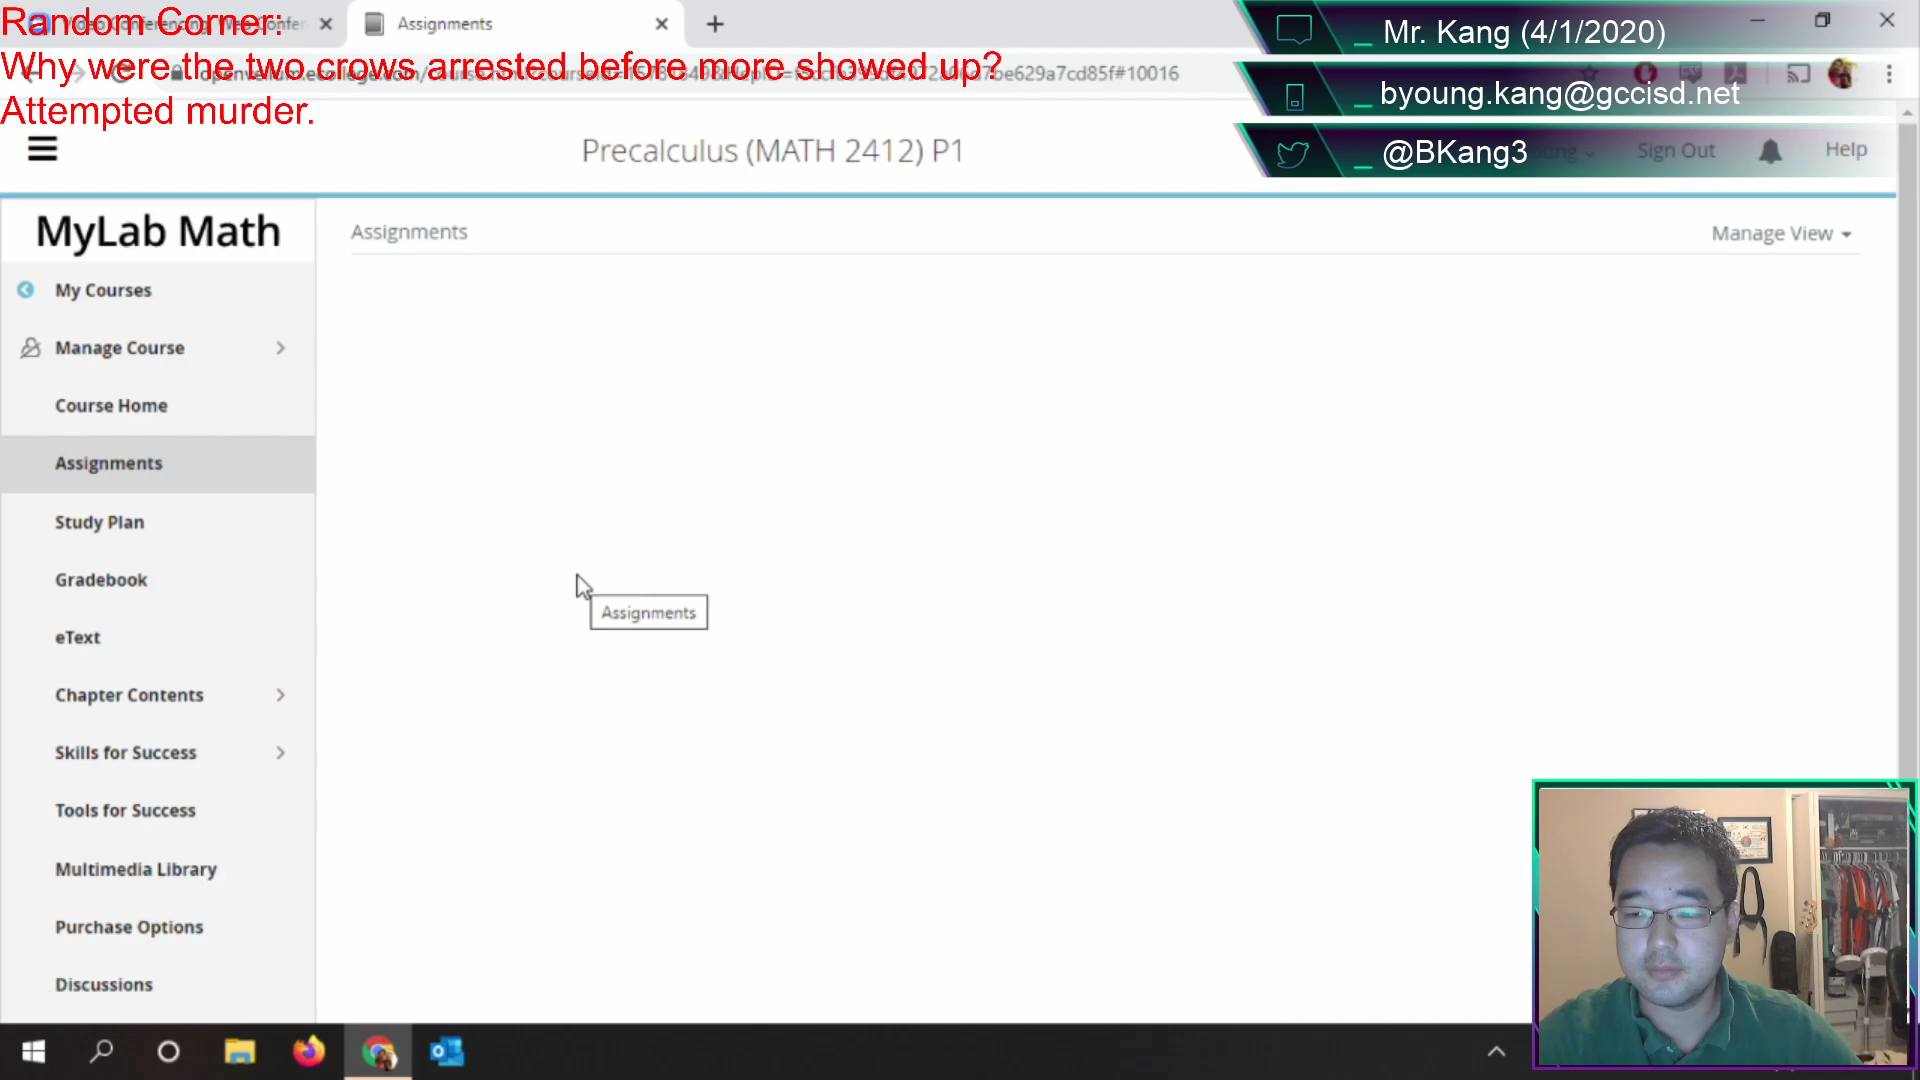 Random Corner:
Why were the two crows arrested before more showed up?
Attempted murder.
Assignments
Mr. Kang (4/1/2020)
byoung.kang@gccisd.net
@BKang3
Precalculus (MATH 2412) P1
Sign Out
Help
MyLab Math
My Courses
Manage Course
Course Home
Assignments
Study Plan
Gradebook
eText
Chapter Contents
Skills for Success
Tools for Success
Multimedia Library
Purchase Options
Discussions
Assignments
Manage View
Assignments